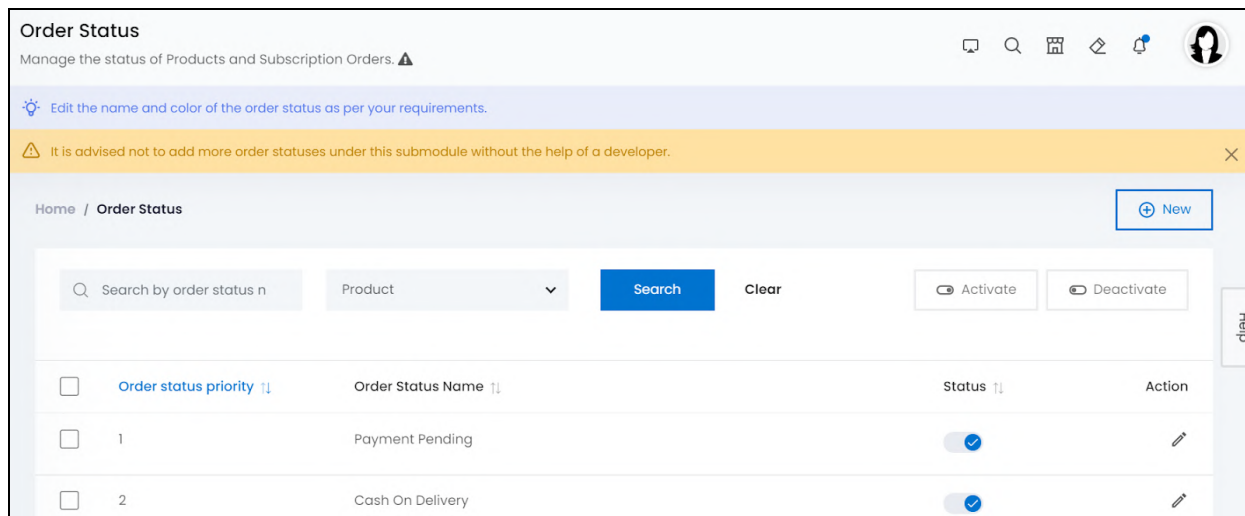 Order Status
Manage the status of Products and Subscription Orders.
Edit the name and color of the order status as per your requirements.
It is advised not to add more order statuses under this submodule without the help of a developer.
Home / Order Status
New
Search by order status n
Product
Search
Clear
Activate
Deactivate
Help
Order status priority
Order Status Name
Status
Action
1
Payment Pending
2
Cash On Delivery